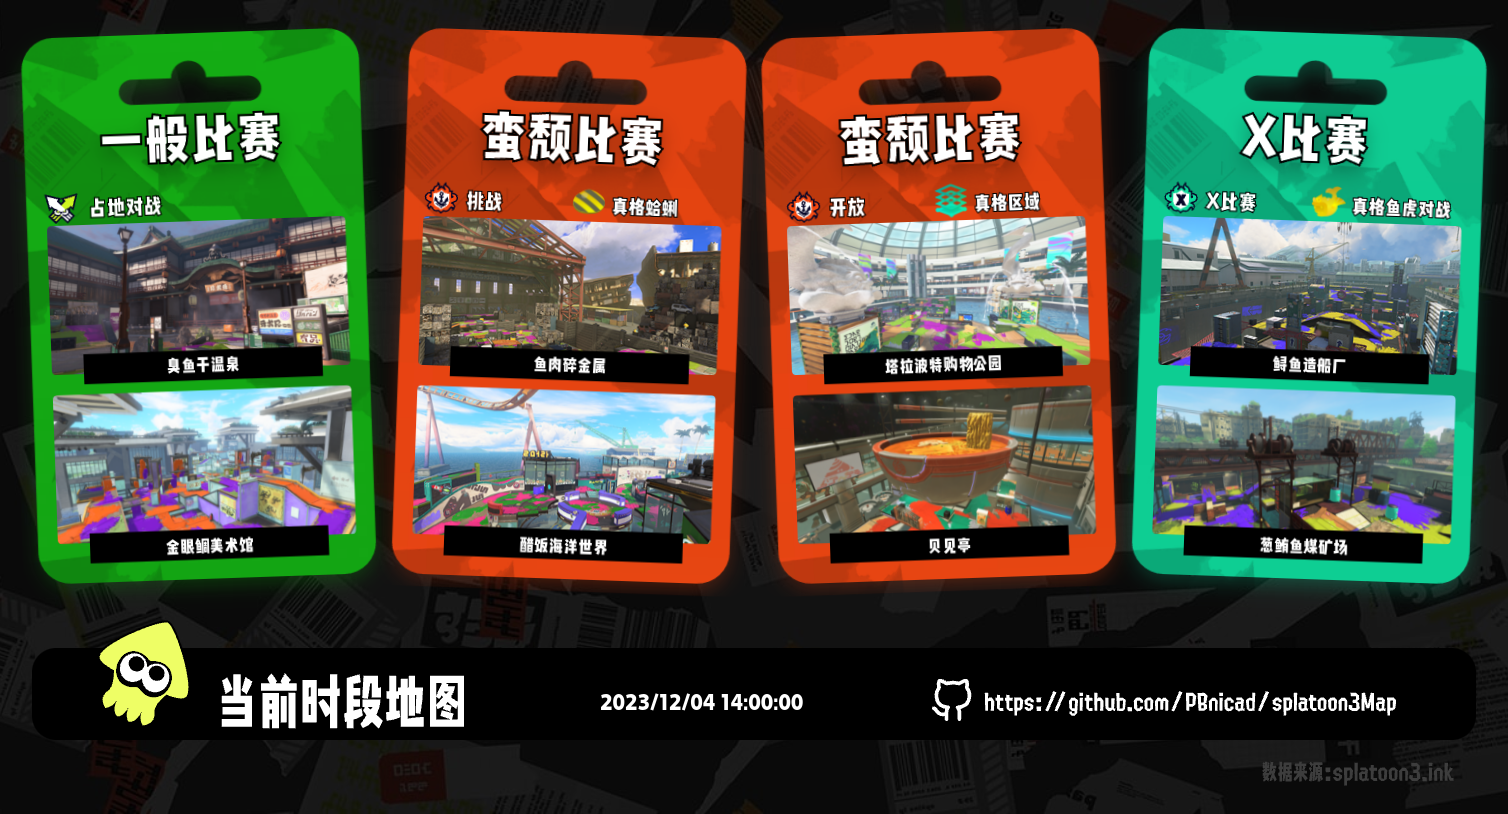 一般比赛
占地对战
臭鱼干温泉
金眼鲷美术馆
蛮颓比赛
挑战
真格蛤蜊
鱼肉碎金属
醋饭海洋世界
蛮颓比赛
开放
真格区域
塔拉波特购物公园
贝见亭
X比赛
X比赛
真格鱼虎对战
鲟鱼造船厂
葱鲔鱼煤矿场
当前时段地图
2023/12/04 14:00:00
https://github.com/PBnicad/splatoon3Map
数据来源:splatoon3.ink